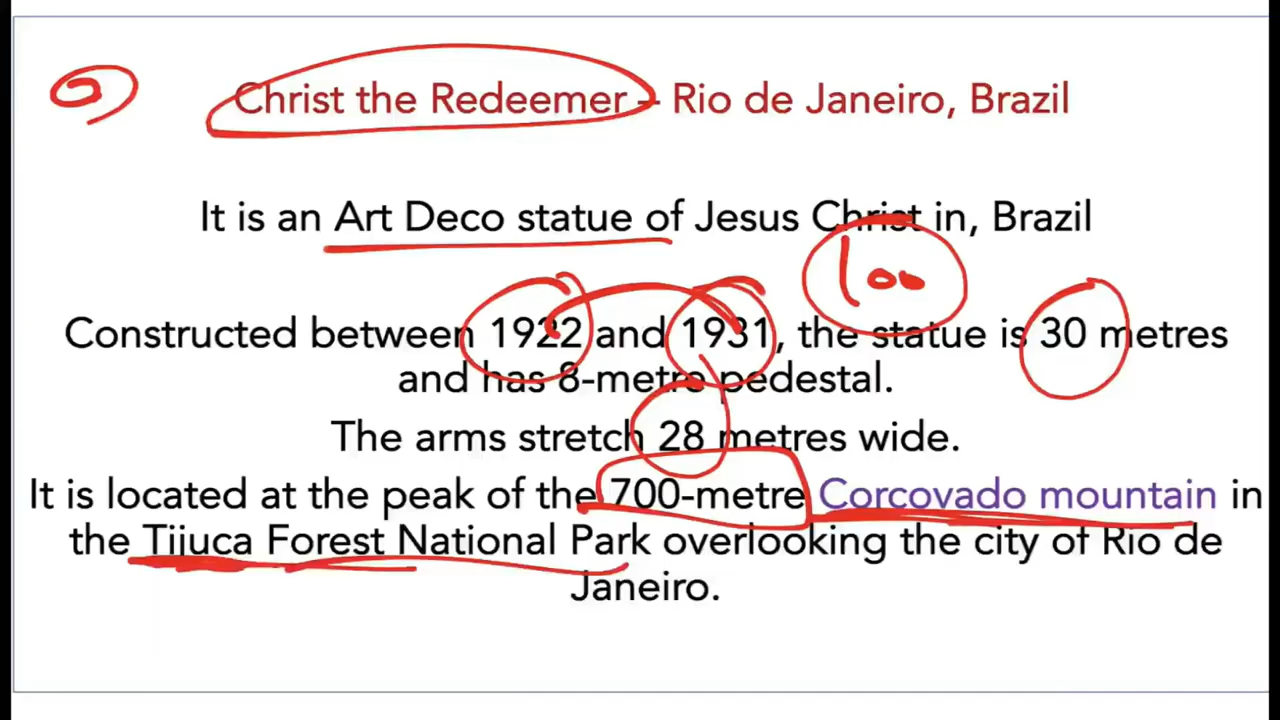 Christ the Redeemer – Rio de Janeiro, Brazil
It is an Art Deco statue of Jesus Christ in, Brazil
100
Constructed between 1922 and 1931, the statue is 30 metres
and has 8-metre pedestal.
The arms stretch 28 metres wide.
It is located at the peak of the 700-metre Corcovado mountain in
the Tijuca Forest National Park overlooking the city of Rio de
Janeiro.